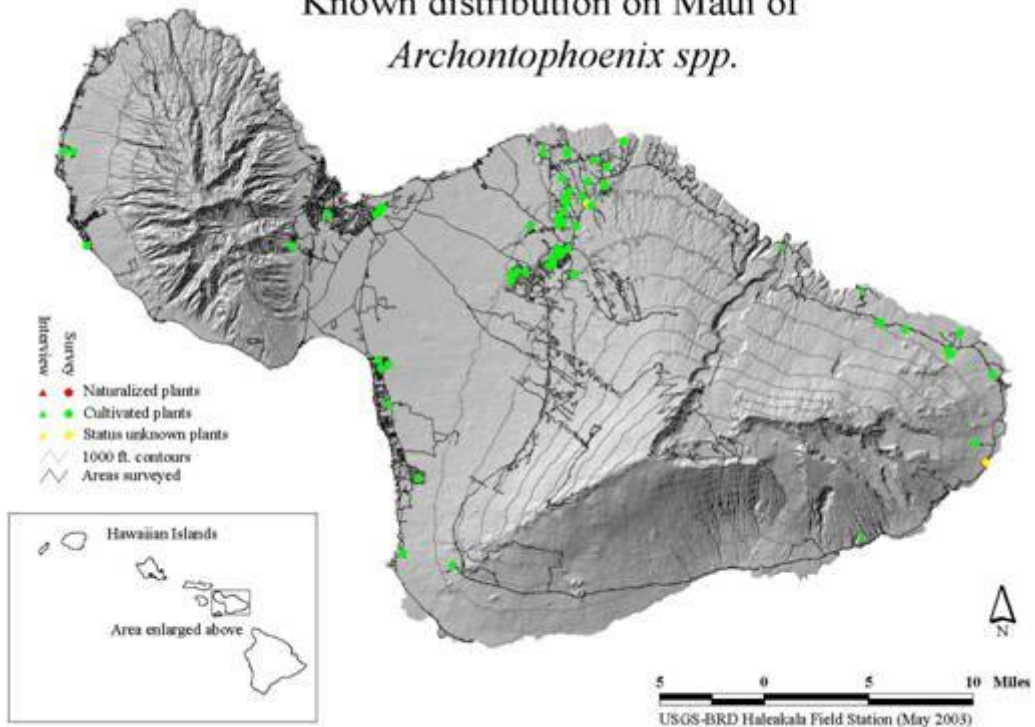 Known distribution on Maui of
Archontophoenix spp.
Interview
Survey
Naturalized plants
Cultivated plants
Status unknown plants
1000 ft. contours
Areas surveyed
Hawaiian Islands
Area enlarged above
N
5 0 5 10 Miles
USGS-BRD Haleakala Field Station (May 2003)